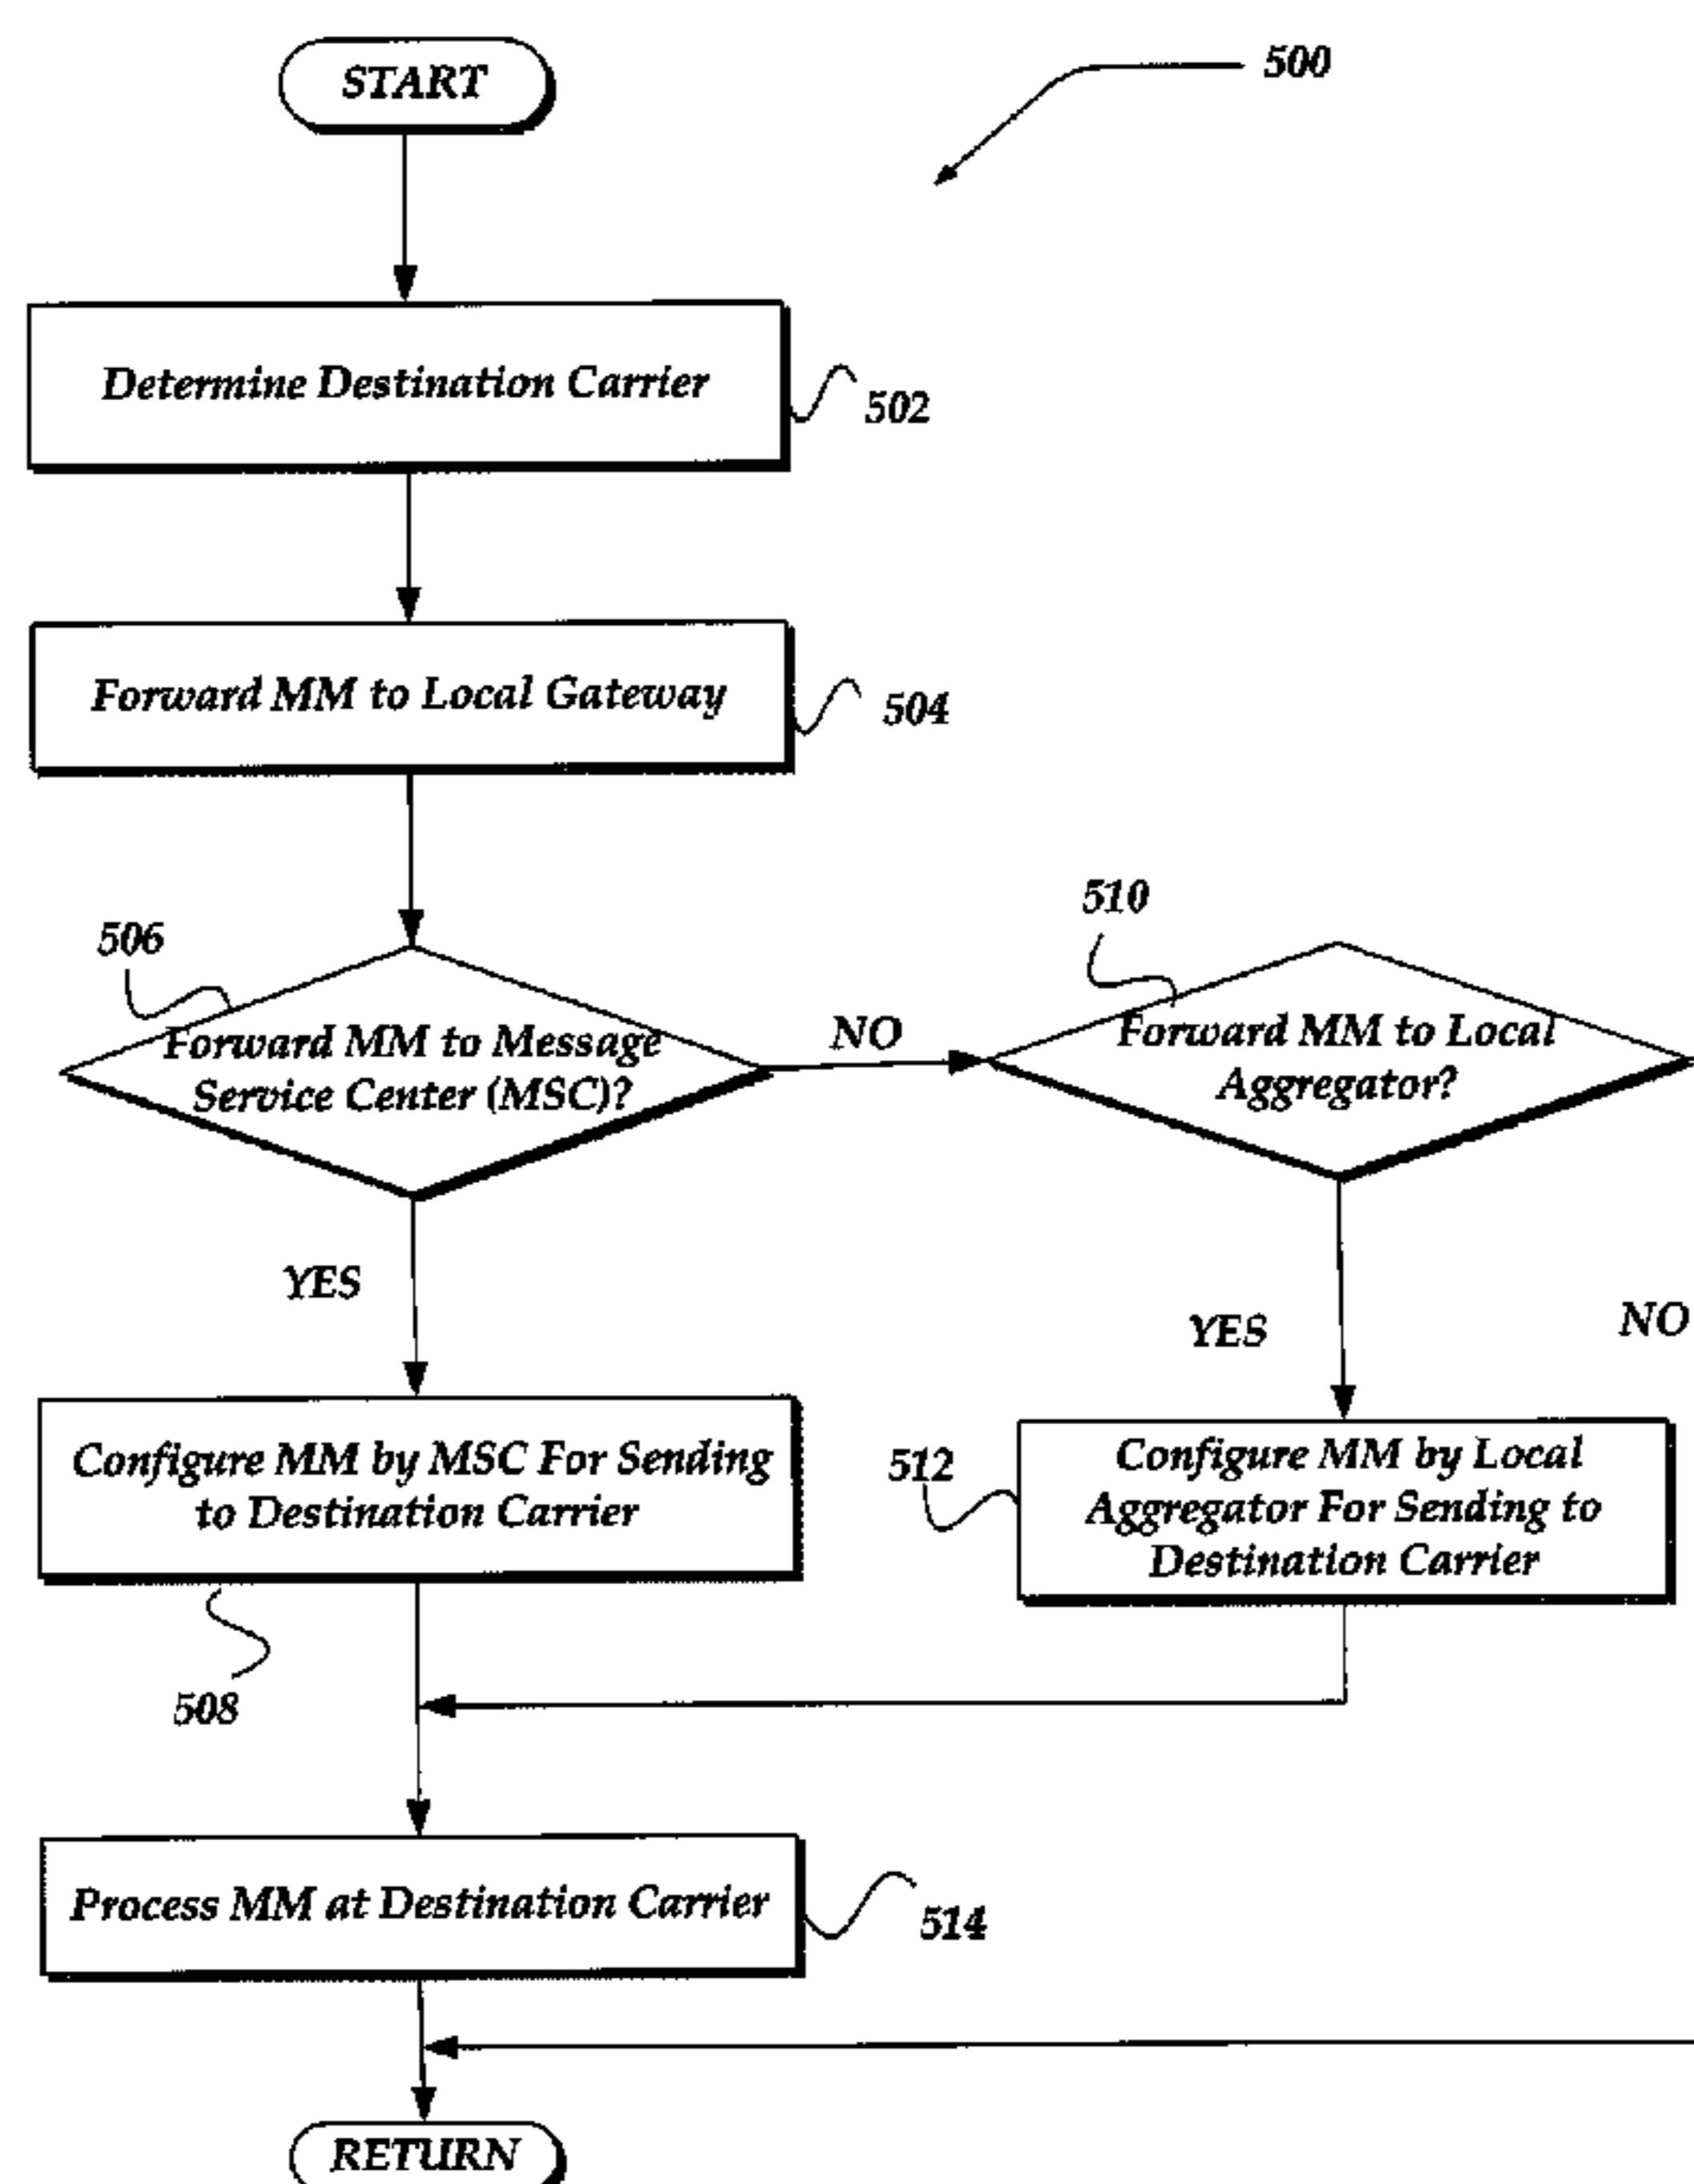 START
500
Determine Destination Carrier
502
Forward MM to Local Gateway
504
506
510
Forward MM to Message
Service Center (MSC)?
NO
Forward MM to Local
Aggregator?
YES
YES
NO
Configure MM by MSC For Sending
to Destination Carrier
508
512
Configure MM by Local
Aggregator For Sending to
Destination Carrier
Process MM at Destination Carrier
514
RETURN